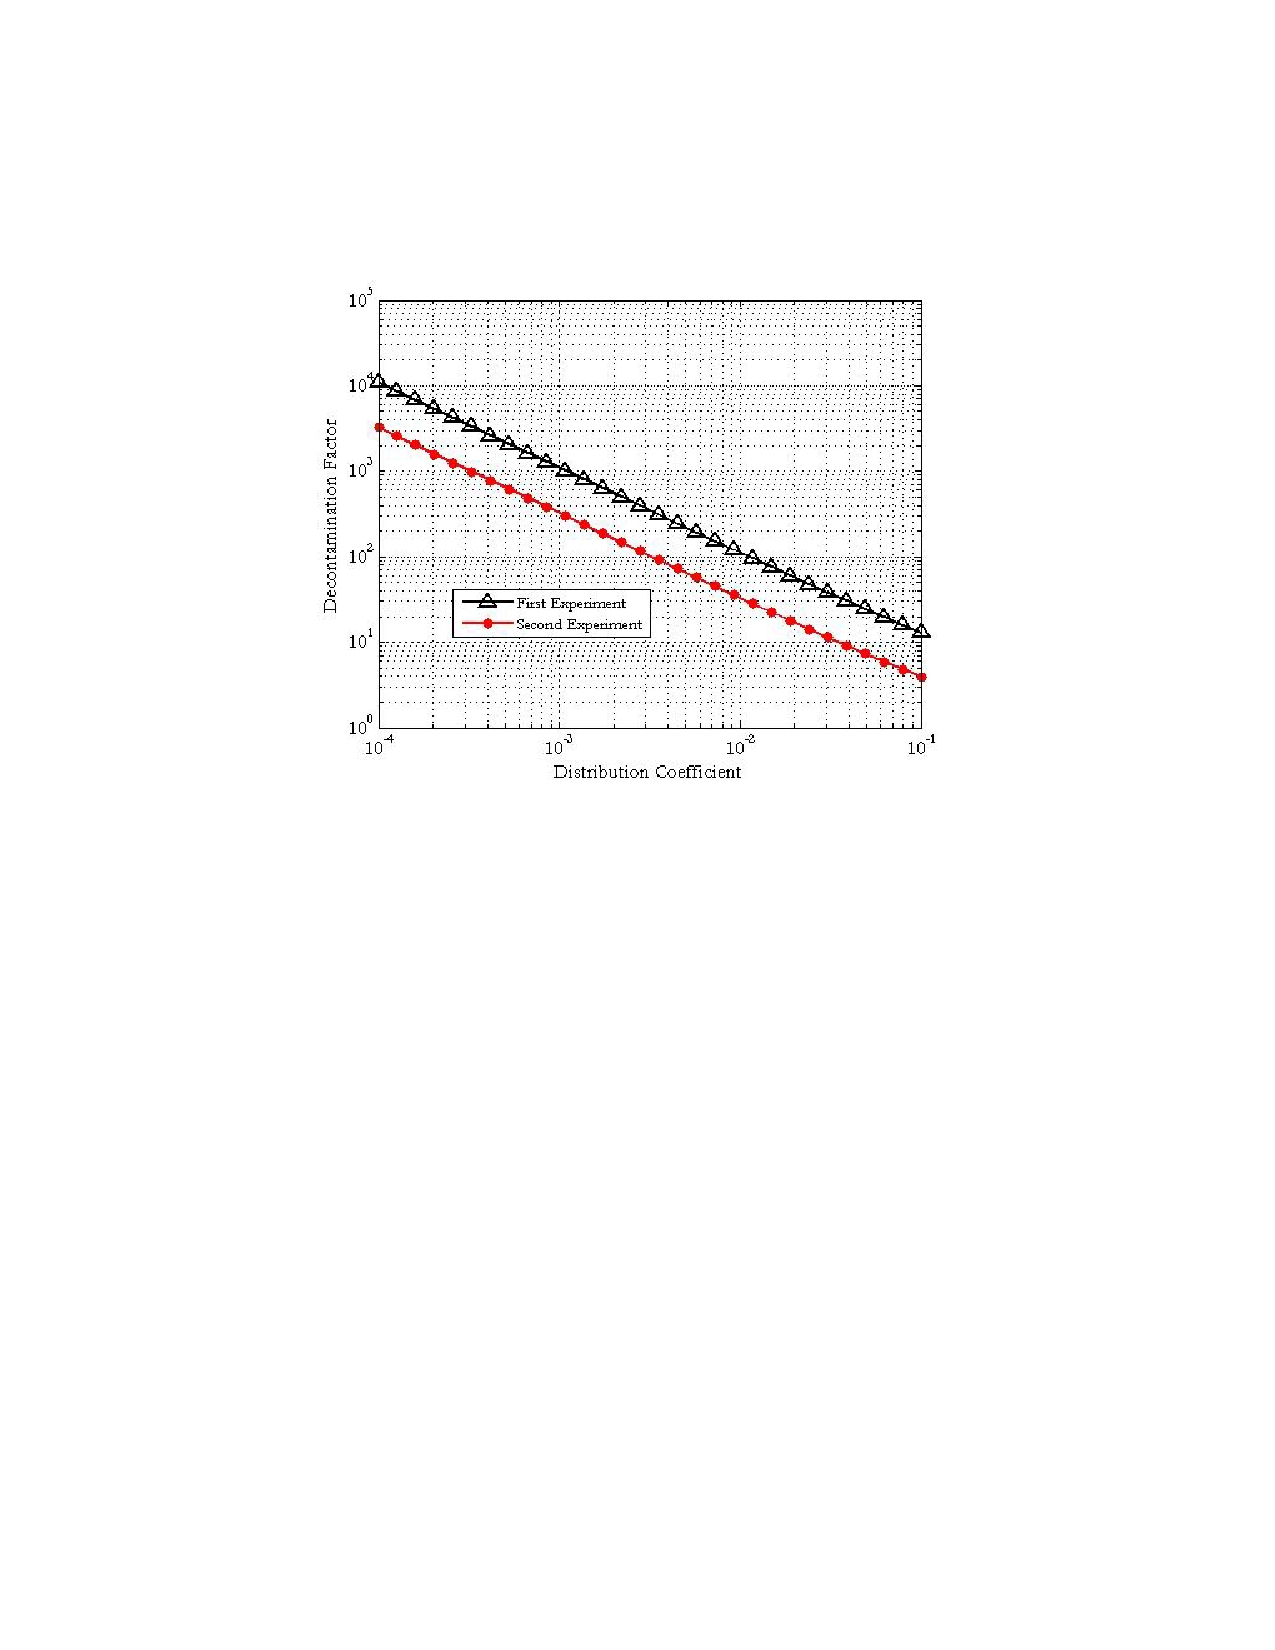 10^5
10^4
10^3
10^2
10^1
10^0
Decontamination Factor
First Experiment
Second Experiment
10^-4 10^-3 10^-2 10^-1
Distribution Coefficient